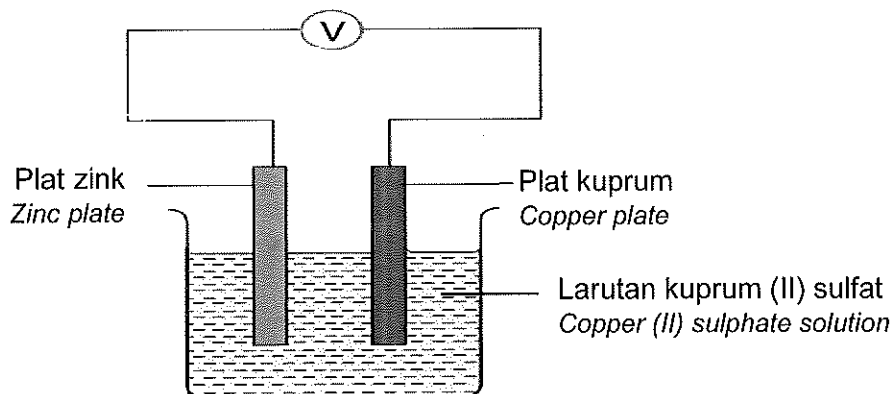 V
Plat zink
Zinc plate
Plat kuprum
Copper plate
Larutan kuprum (II) sulfat
Copper (II) sulphate solution